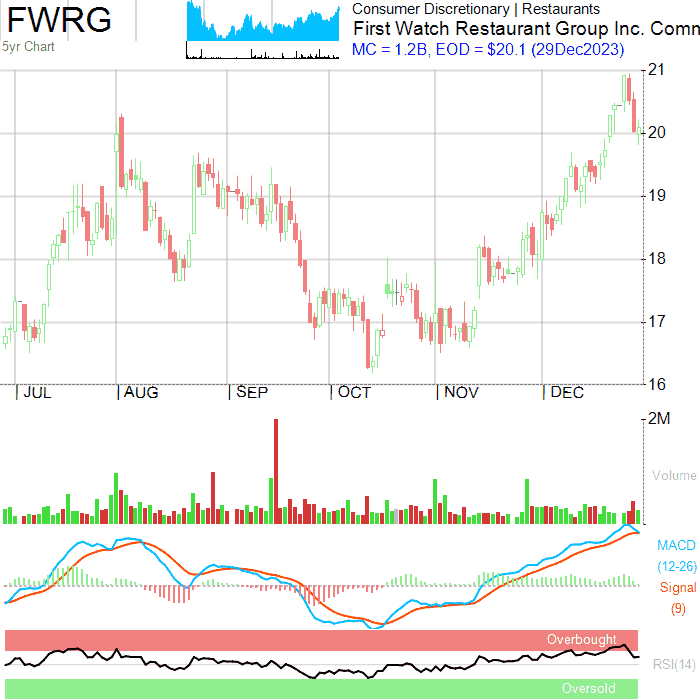 FWRG
5yr Chart
Consumer Discretionary | Restaurants
First Watch Restaurant Group Inc. Comn
MC = 1.2B, EOD = $20.1 (29Dec2023)
21
20
19
18
17
16
JUL AUG SEP OCT NOV DEC
2M
Volume
MACD
(12-26)
Signal
(9)
Overbought
RSI(14)
Oversold